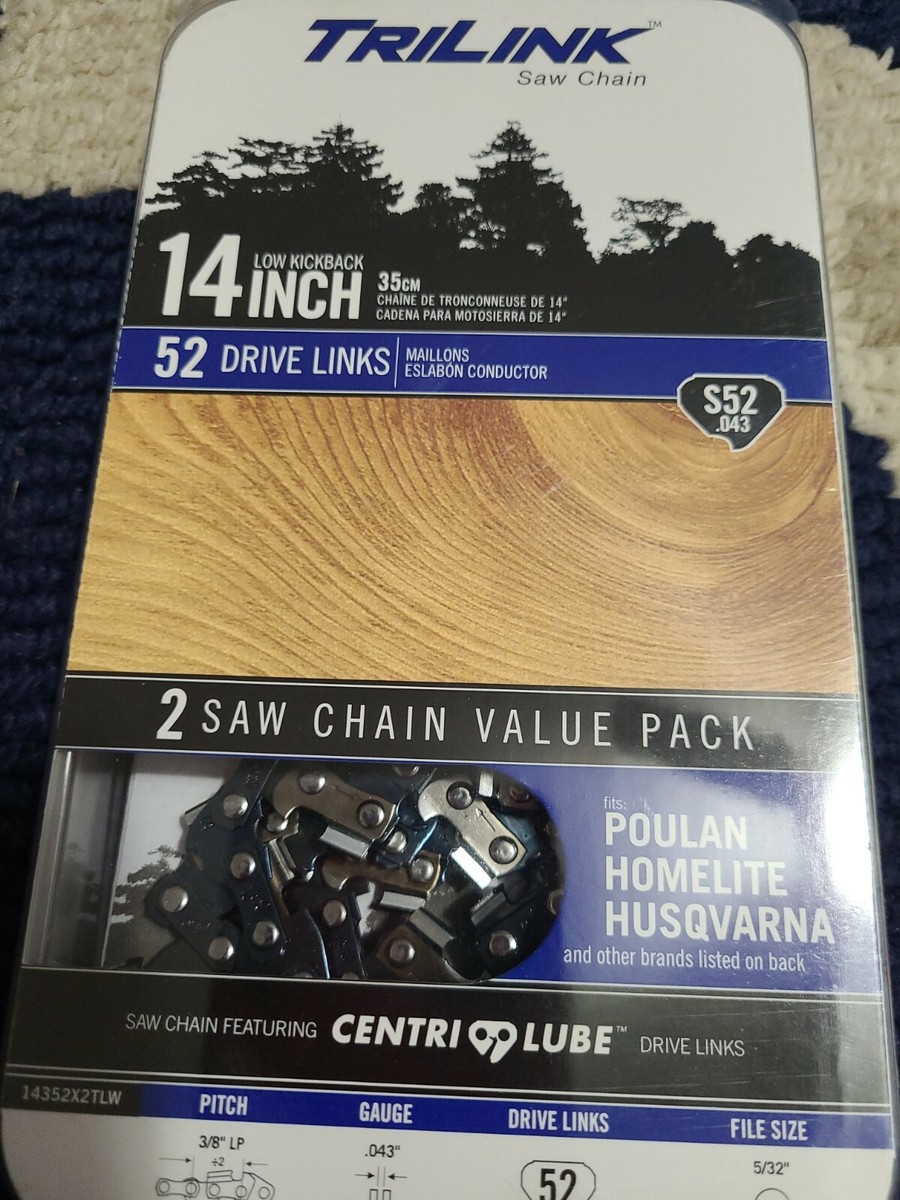 TRILINK™
Saw Chain
14 INCH
LOW KICKBACK
35CM
CHAÎNE DE TRONCONNEUSE DE 14"
CADENA PARA MOTOSIERRA DE 14"
52 DRIVE LINKS
MAILLONS
ESLABÓN CONDUCTOR
S52
.043
2 SAW CHAIN VALUE PACK
fits:
POULAN
HOMELITE
HUSQVARNA
and other brands listed on back
SAW CHAIN FEATURING CENTRI LUBE™ DRIVE LINKS
14352X2TLW
PITCH GAUGE DRIVE LINKS FILE SIZE
3/8" LP .043" 52 5/32"
÷2